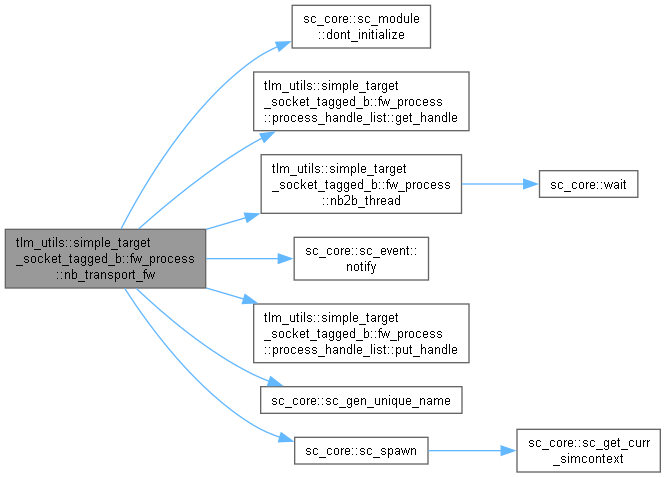 sc_core::sc_module
::dont_initialize
tlm_utils::simple_target
_socket_tagged_b::fw_process
::process_handle_list::get_handle
tlm_utils::simple_target
_socket_tagged_b::fw_process
::nb2b_thread
sc_core::wait
tlm_utils::simple_target
_socket_tagged_b::fw_process
::nb_transport_fw
sc_core::sc_event::
notify
tlm_utils::simple_target
_socket_tagged_b::fw_process
::process_handle_list::put_handle
sc_core::sc_gen_unique_name
sc_core::sc_spawn
sc_core::sc_get_curr
_simcontext